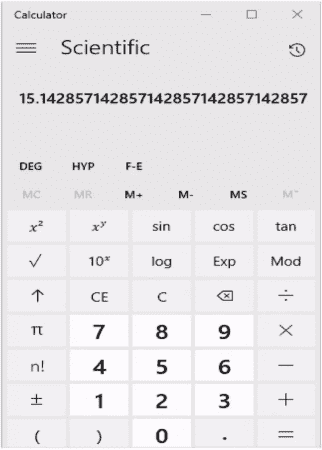 Calculator
Scientific
15.142857142857142857142857142857
DEG HYP F-E
MC MR M+ M- MS M˅
x² xʸ sin cos tan
√ 10ˣ log Exp Mod
↑ CE C ⌫ ÷
π 7 8 9 ×
n! 4 5 6 −
± 1 2 3 +
( ) 0 . =